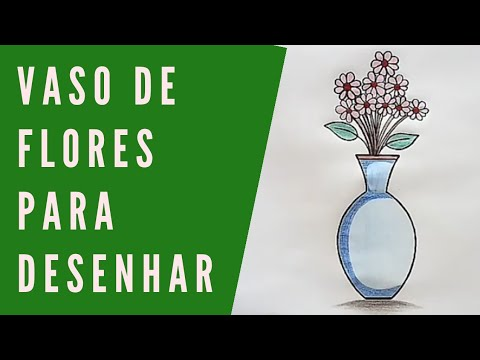 VASO DE
FLORES
PARA
DESENHAR